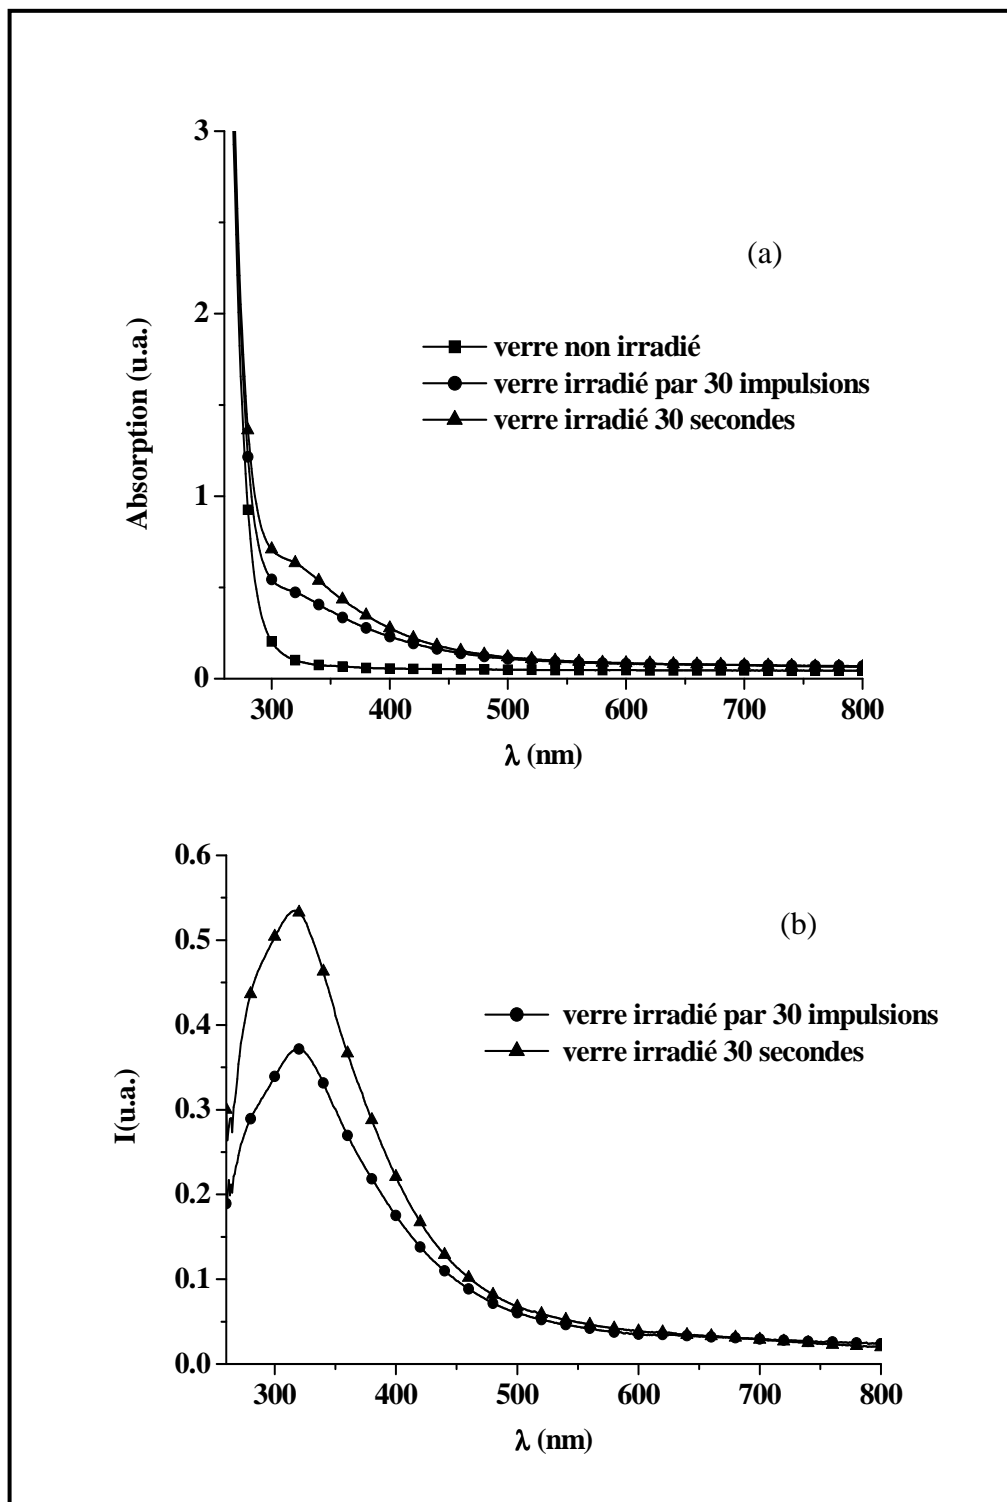 3
(a)
2
verre non irradié
verre irradié par 30 impulsions
verre irradié 30 secondes
Absorption (u.a.)
1
0
300 400 500 600 700 800
λ (nm)
0.6
(b)
0.5
verre irradié par 30 impulsions
0.4
verre irradié 30 secondes
I(u.a.)
0.3
0.2
0.1
0.0
300 400 500 600 700 800
λ (nm)